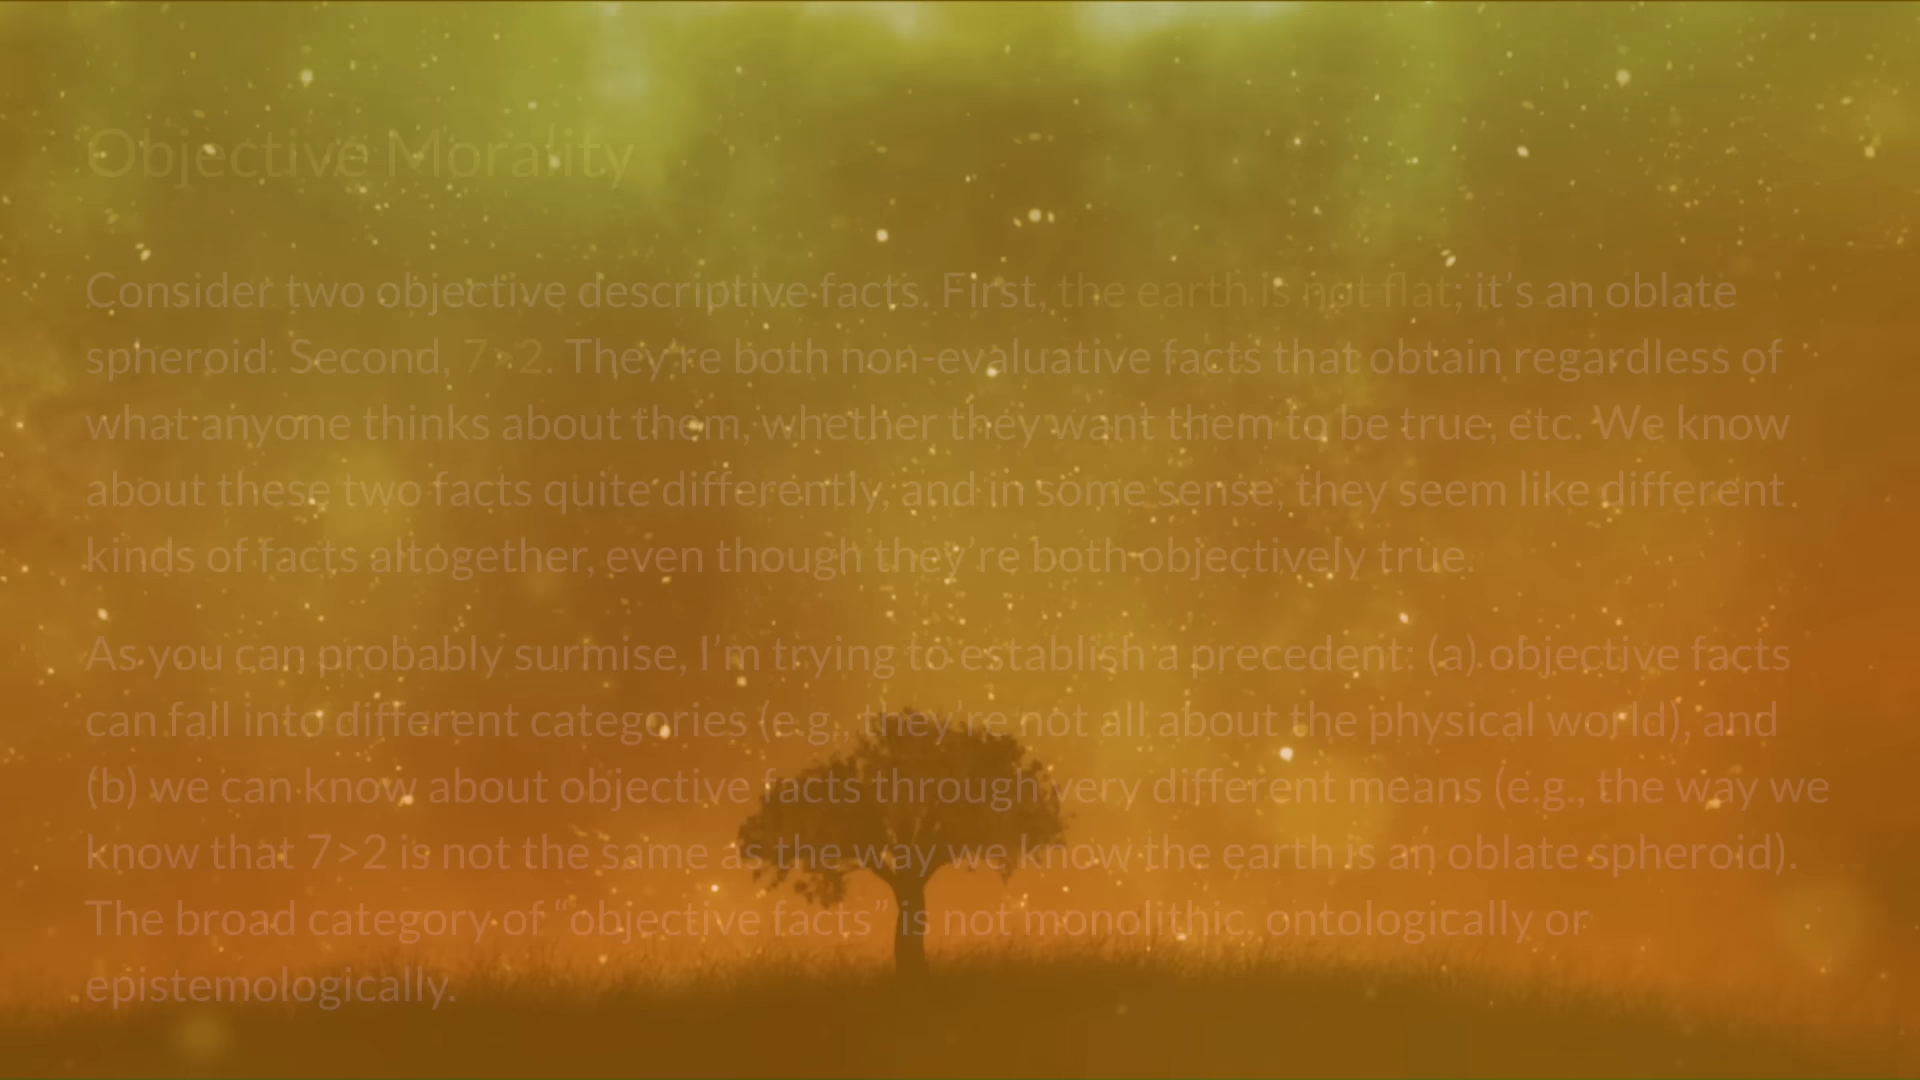 Objective Morality
Consider two objective descriptive facts. First, the earth is not flat; it’s an oblate
spheroid. Second, 7>2. They’re both non-evaluative facts that obtain regardless of
what anyone thinks about them, whether they want them to be true, etc. We know
about these two facts quite differently, and in some sense, they seem like different
kinds of facts altogether, even though they’re both objectively true.
As you can probably surmise, I’m trying to establish a precedent: (a) objective facts
can fall into different categories (e.g., they’re not all about the physical world), and
(b) we can know about objective facts through very different means (e.g., the way we
know that 7>2 is not the same as the way we know the earth is an oblate spheroid).
The broad category of “objective facts” is not monolithic, ontologically or
epistemologically.